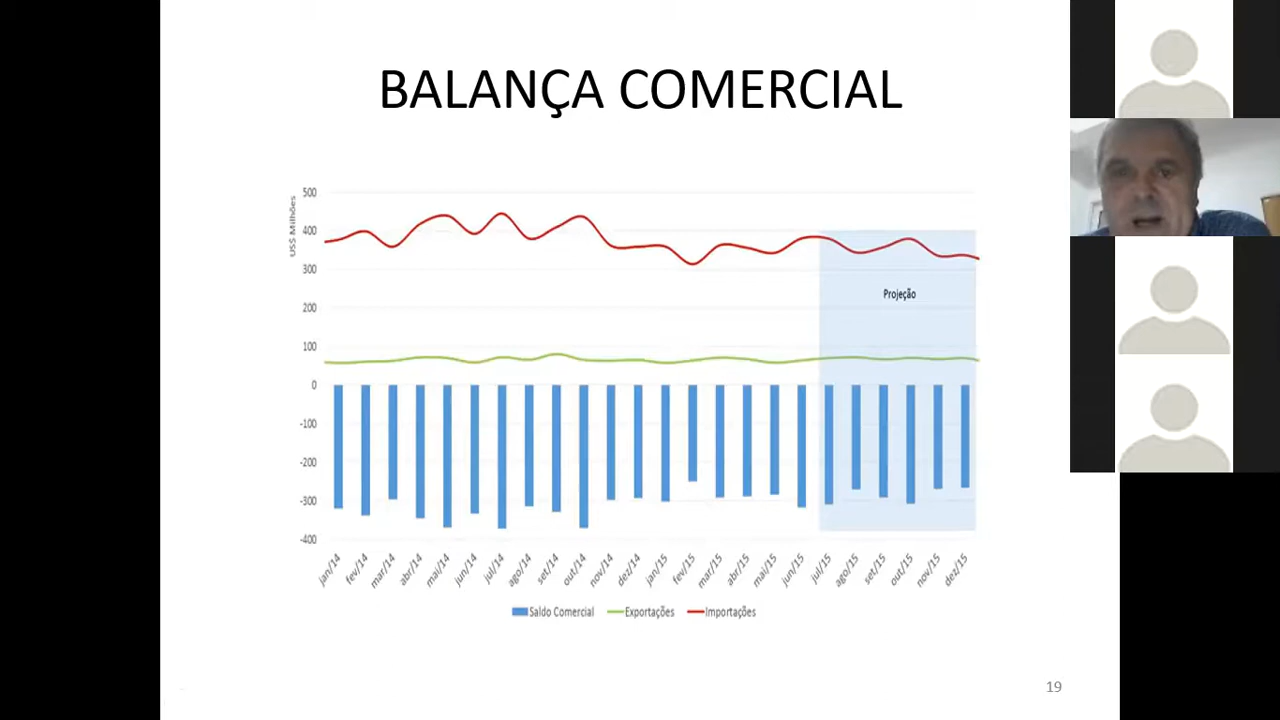 BALANÇA COMERCIAL
US$ Milhões
500
400
300
200
100
0
-100
-200
-300
-400
Projeção
jan/14
fev/14
mar/14
abr/14
mai/14
jun/14
jul/14
ago/14
set/14
out/14
nov/14
dez/14
jan/15
fev/15
mar/15
abr/15
mai/15
jun/15
jul/15
ago/15
set/15
out/15
nov/15
dez/15
Saldo Comercial Exportações Importações
19